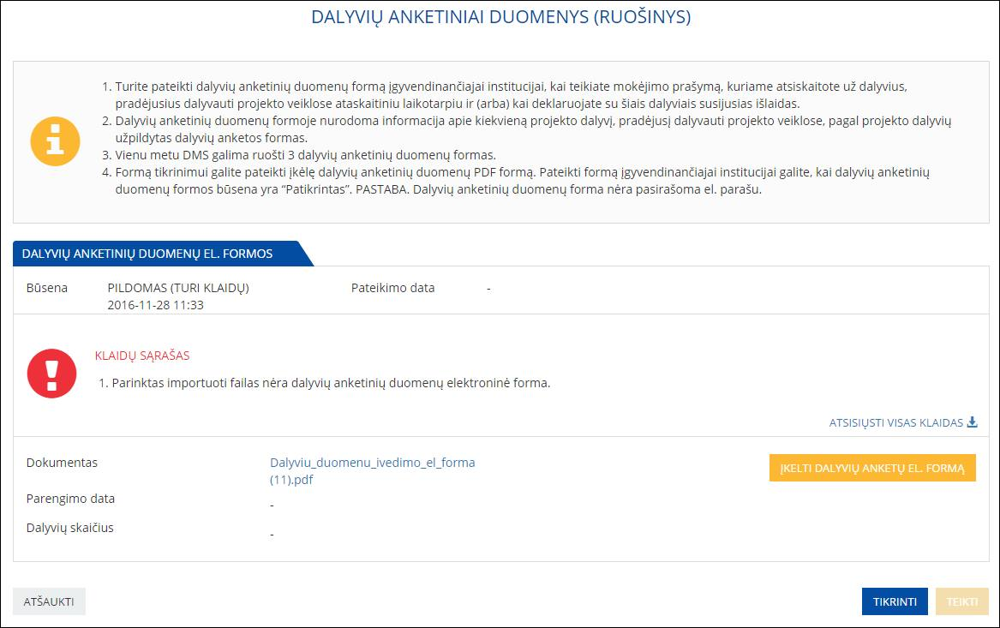 DALYVIŲ ANKETINIAI DUOMENYS (RUOŠINYS)
1. Turite pateikti dalyvių anketinių duomenų formą įgyvendinančiajai institucijai, kai teikiate mokėjimo prašymą, kuriame atsiskaitote už dalyvius,
pradėjusius dalyvauti projekto veiklose ataskaitiniu laikotarpiu ir (arba) kai deklaruojate su šiais dalyviais susijusias išlaidas.
2. Dalyvių anketinių duomenų formoje nurodoma informacija apie kiekvieną projekto dalyvį, pradėjusį dalyvauti projekto veiklose, pagal projekto dalyvių
užpildytas dalyvių anketos formas.
3. Vienu metu DMS galima ruošti 3 dalyvių anketinių duomenų formas.
4. Formą tikrinimui galite pateikti įkėlę dalyvių anketinių duomenų PDF formą. Pateikti formą įgyvendinančiajai institucijai galite, kai dalyvių anketinių
duomenų formos būsena yra “Patikrintas”. PASTABA. Dalyvių anketinių duomenų forma nėra pasirašoma el. parašu.
DALYVIŲ ANKETINIŲ DUOMENŲ EL. FORMOS
Būsena PILDOMAS (TURI KLAIDŲ) Pateikimo data -
2016-11-28 11:33
KLAIDŲ SĄRAŠAS
1. Parinktas importuoti failas nėra dalyvių anketinių duomenų elektroninė forma.
ATSISIŲSTI VISAS KLAIDAS
Dokumentas Dalyviu_duomenu_ivedimo_el_forma
(11).pdf
ĮKELTI DALYVIŲ ANKETŲ EL. FORMĄ
Parengimo data -
Dalyvių skaičius -
ATŠAUKTI TIKRINTI TEIKTI